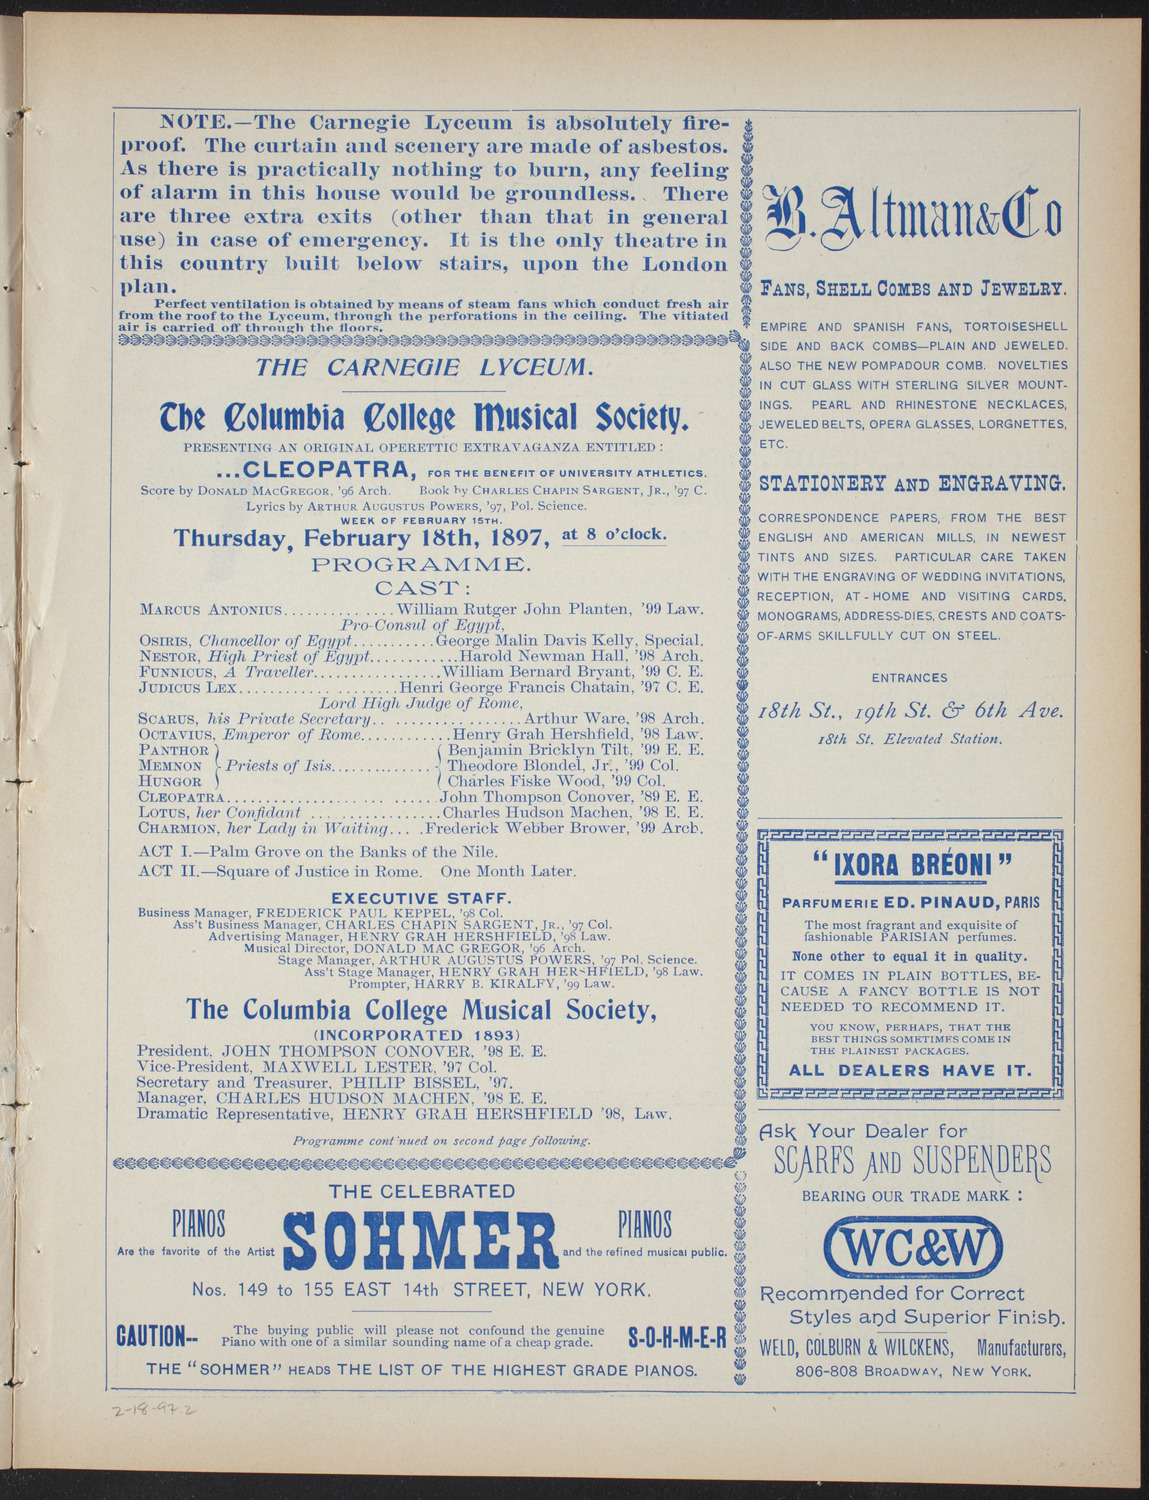 NOTE.—The Carnegie Lyceum is absolutely fire-
proof. The curtain and scenery are made of asbestos.
As there is practically nothing to burn, any feeling
of alarm in this house would be groundless. There
are three extra exits (other than that in general
use) in case of emergency. It is the only theatre in
this country built below stairs, upon the London
plan.
Perfect ventilation is obtained by means of steam fans which conduct fresh air
from the roof to the Lyceum, through the perforations in the ceiling. The vitiated
air is carried off through the floors.
THE CARNEGIE LYCEUM.
The Columbia College Musical Society.
PRESENTING AN ORIGINAL OPERETTIC EXTRAVAGANZA ENTITLED:
...CLEOPATRA, FOR THE BENEFIT OF UNIVERSITY ATHLETICS.
Score by DONALD MACGREGOR, '96 Arch. Book by CHARLES CHAPIN SARGENT, JR., '97 C.
Lyrics by ARTHUR AUGUSTUS POWERS, '97, Pol. Science.
WEEK OF FEBRUARY 15TH.
Thursday, February 18th, 1897, at 8 o'clock.
PROGRAMME.
CAST:
MARCUS ANTONIUS..............William Rutger John Planten, '99 Law.
Pro-Consul of Egypt,
OSIRIS, Chancellor of Egypt...........George Malin Davis Kelly, Special.
NESTOR, High Priest of Egypt............Harold Newman Hall, '98 Arch.
FUNNICUS, A Traveller................William Bernard Bryant, '99 C. E.
JUDICUS LEX.....................Henri George Francis Chatain, '97 C. E.
Lord High Judge of Rome,
SCARUS, his Private Secretary.. ................Arthur Ware, '98 Arch.
OCTAVIUS, Emperor of Rome............Henry Grah Hershfield, '98 Law.
PANTHOR } { Benjamin Bricklyn Tilt, '99 E. E.
MEMNON } Priests of Isis.............. { Theodore Blondel, Jr., '99 Col.
HUNGOR } { Charles Fiske Wood, '99 Col.
CLEOPATRA.................... ... ......John Thompson Conover, '89 E. E.
LOTUS, her Confidant .................Charles Hudson Machen, '98 E. E.
CHARMION, her Lady in Waiting... .Frederick Webber Brower, '99 Arch.
ACT I.—Palm Grove on the Banks of the Nile.
ACT II.—Square of Justice in Rome. One Month Later.
EXECUTIVE STAFF.
Business Manager, FREDERICK PAUL KEPPEL, '98 Col.
Ass't Business Manager, CHARLES CHAPIN SARGENT, JR., '97 Col.
Advertising Manager, HENRY GRAH HERSHFIELD, '98 Law.
Musical Director, DONALD MAC GREGOR, '96 Arch.
Stage Manager, ARTHUR AUGUSTUS POWERS, '97 Pol. Science.
Ass't Stage Manager, HENRY GRAH HERSHFIELD, '98 Law.
Prompter, HARRY B. KIRALFY, '99 Law.
The Columbia College Musical Society,
(INCORPORATED 1893)
President, JOHN THOMPSON CONOVER, '98 E. E.
Vice-President, MAXWELL LESTER, '97 Col.
Secretary and Treasurer, PHILIP BISSEL, '97.
Manager, CHARLES HUDSON MACHEN, '98 E. E.
Dramatic Representative, HENRY GRAH HERSHFIELD '98, Law.
Programme cont'nued on second page following.
THE CELEBRATED
PIANOS SOHMER PIANOS
Are the favorite of the Artist and the refined musical public.
Nos. 149 to 155 EAST 14th STREET, NEW YORK.
CAUTION-- The buying public will please not confound the genuine S-O-H-M-E-R
Piano with one of a similar sounding name of a cheap grade.
THE "SOHMER" HEADS THE LIST OF THE HIGHEST GRADE PIANOS.
B. Altman & Co
FANS, SHELL COMBS AND JEWELRY.
EMPIRE AND SPANISH FANS, TORTOISESHELL
SIDE AND BACK COMBS—PLAIN AND JEWELED.
ALSO THE NEW POMPADOUR COMB. NOVELTIES
IN CUT GLASS WITH STERLING SILVER MOUNT-
INGS. PEARL AND RHINESTONE NECKLACES,
JEWELED BELTS, OPERA GLASSES, LORGNETTES,
ETC.
STATIONERY AND ENGRAVING.
CORRESPONDENCE PAPERS, FROM THE BEST
ENGLISH AND AMERICAN MILLS, IN NEWEST
TINTS AND SIZES. PARTICULAR CARE TAKEN
WITH THE ENGRAVING OF WEDDING INVITATIONS,
RECEPTION, AT-HOME AND VISITING CARDS,
MONOGRAMS, ADDRESS-DIES, CRESTS AND COATS-
OF-ARMS SKILLFULLY CUT ON STEEL.
ENTRANCES
18th St., 19th St. & 6th Ave.
18th St. Elevated Station.
"IXORA BRÉONI"
PARFUMERIE ED. PINAUD, PARIS
The most fragrant and exquisite of
fashionable PARISIAN perfumes.
None other to equal it in quality.
IT COMES IN PLAIN BOTTLES, BE-
CAUSE A FANCY BOTTLE IS NOT
NEEDED TO RECOMMEND IT.
YOU KNOW, PERHAPS, THAT THE
BEST THINGS SOMETIMES COME IN
THE PLAINEST PACKAGES.
ALL DEALERS HAVE IT.
Ask Your Dealer for
SCARFS AND SUSPENDERS
BEARING OUR TRADE MARK:
WC&W
Recommended for Correct
Styles and Superior Finish.
WELD, COLBURN & WILCKENS, Manufacturers,
806-808 BROADWAY, NEW YORK.
2-18-97.2